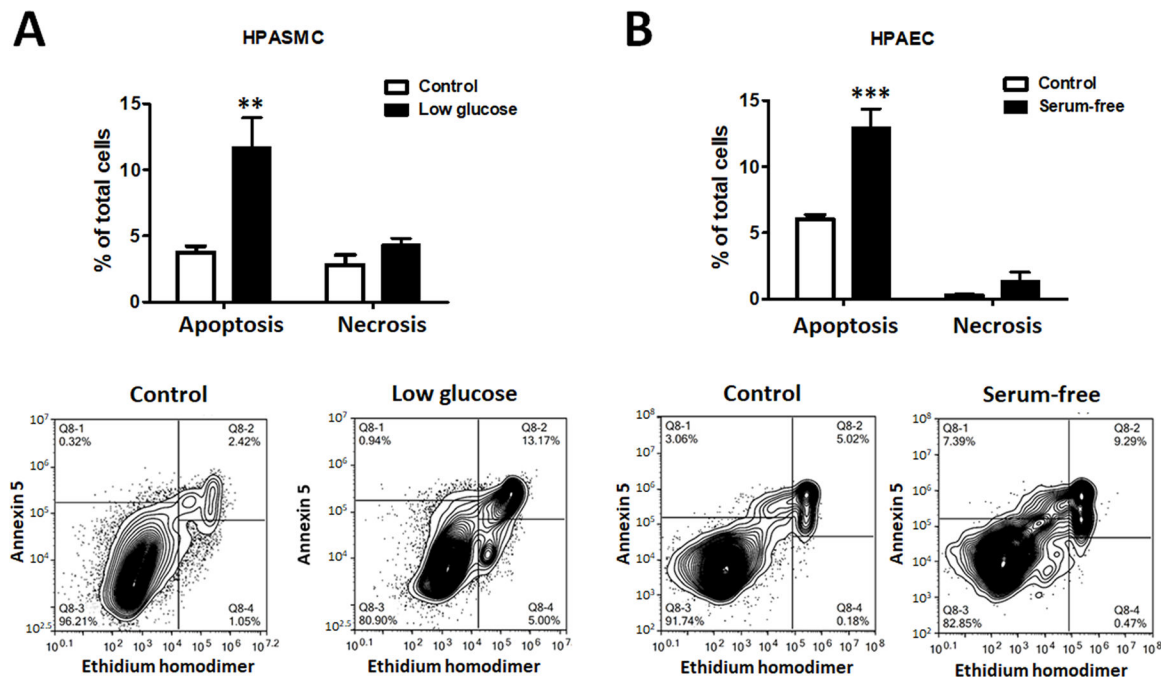 A
HPASMC
Control
Low glucose
**
% of total cells
15
10
5
0
Apoptosis
Necrosis
B
HPAEC
Control
Serum-free
***
% of total cells
15
10
5
0
Apoptosis
Necrosis
Control
Annexin 5
10^7
10^6
10^5
10^4
10^2.5
Q8-1
0.32%
Q8-2
2.42%
Q8-3
96.21%
Q8-4
1.05%
10^0.1 10^2 10^3 10^4 10^5 10^6 10^7.2
Ethidium homodimer
Low glucose
Annexin 5
10^7
10^6
10^5
10^4
10^2.5
Q8-1
0.94%
Q8-2
13.17%
Q8-3
80.90%
Q8-4
5.00%
10^0.1 10^2 10^3 10^4 10^5 10^6 10^7
Ethidium homodimer
Control
Annexin 5
10^8
10^7
10^6
10^5
10^4
10^3
10^2
Q8-1
3.06%
Q8-2
5.02%
Q8-3
91.74%
Q8-4
0.18%
10^0.1 10^2 10^3 10^4 10^5 10^6 10^7 10^8
Ethidium homodimer
Serum-free
Annexin 5
10^8
10^7
10^6
10^5
10^4
10^3
10^2
Q8-1
7.39%
Q8-2
9.29%
Q8-3
82.85%
Q8-4
0.47%
10^0.1 10^2 10^3 10^4 10^5 10^6 10^7 10^8
Ethidium homodimer